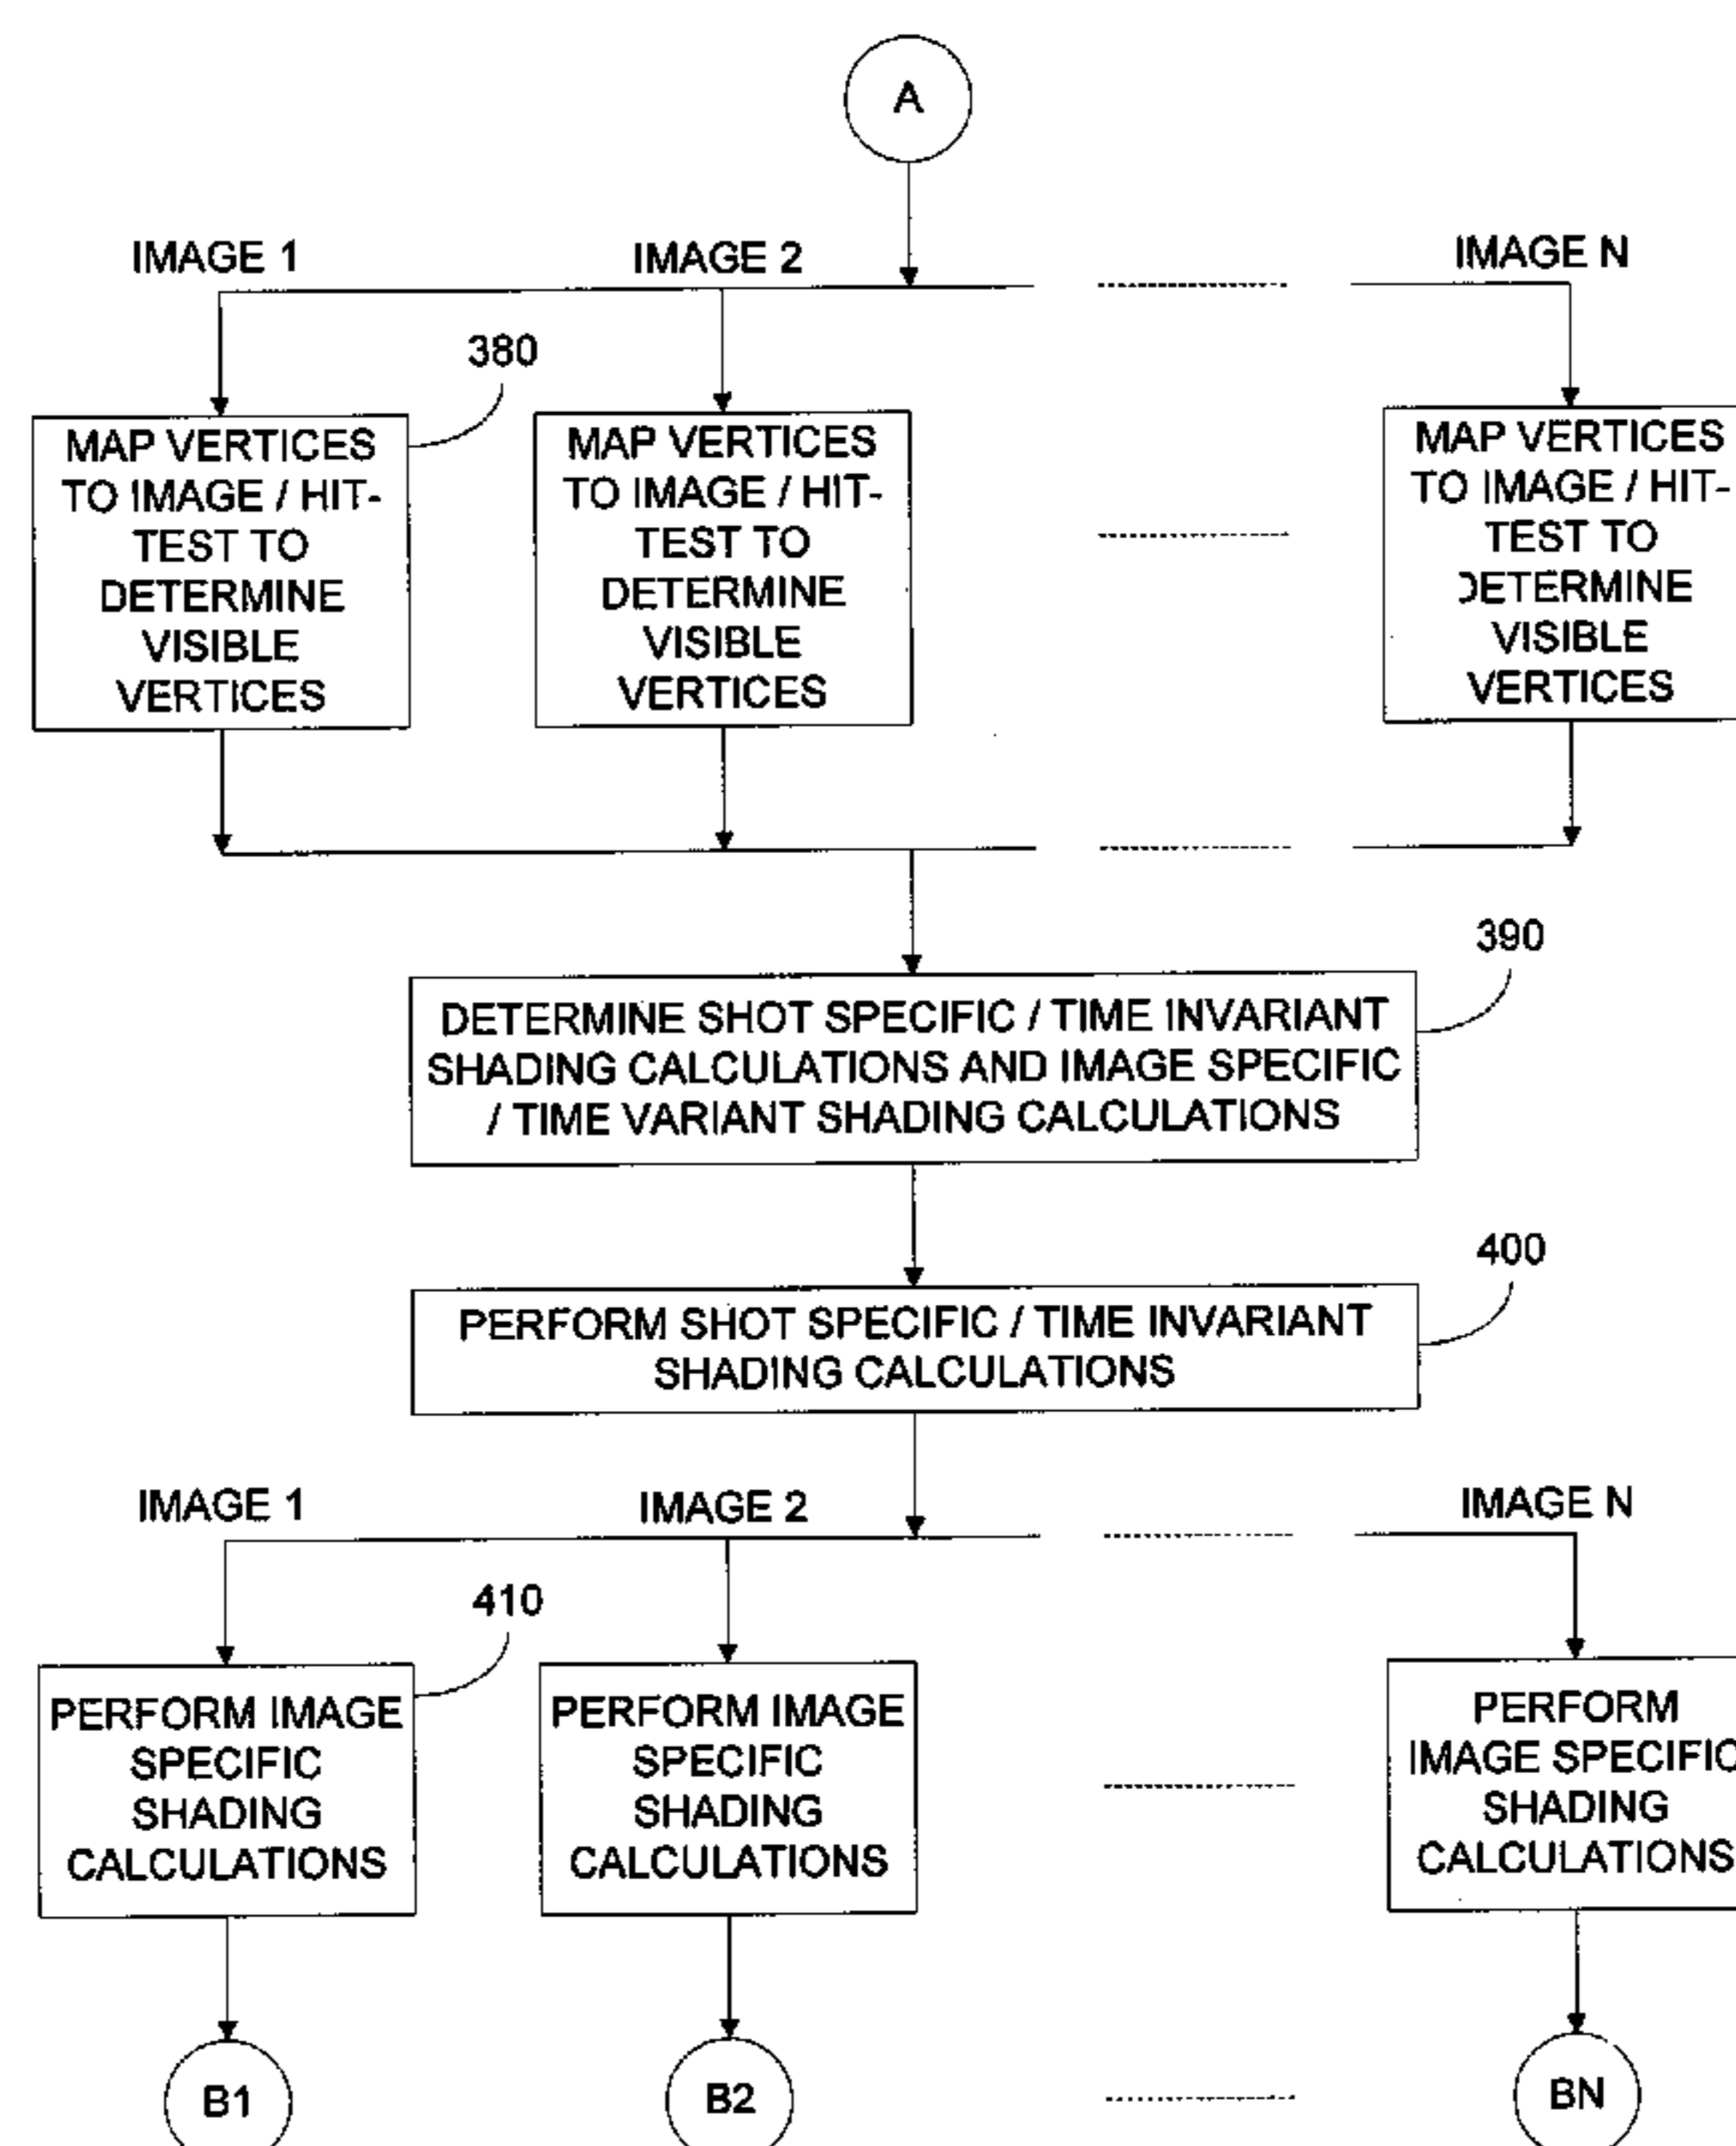 A
IMAGE 1
IMAGE 2
IMAGE N
380
MAP VERTICES
TO IMAGE / HIT-
TEST TO
DETERMINE
VISIBLE
VERTICES
MAP VERTICES
TO IMAGE / HIT-
TEST TO
DETERMINE
VISIBLE
VERTICES
MAP VERTICES
TO IMAGE / HIT-
TEST TO
DETERMINE
VISIBLE
VERTICES
390
DETERMINE SHOT SPECIFIC / TIME INVARIANT
SHADING CALCULATIONS AND IMAGE SPECIFIC
/ TIME VARIANT SHADING CALCULATIONS
400
PERFORM SHOT SPECIFIC / TIME INVARIANT
SHADING CALCULATIONS
IMAGE 1
IMAGE 2
IMAGE N
410
PERFORM IMAGE
SPECIFIC
SHADING
CALCULATIONS
PERFORM IMAGE
SPECIFIC
SHADING
CALCULATIONS
PERFORM
IMAGE SPECIFIC
SHADING
CALCULATIONS
B1
B2
BN